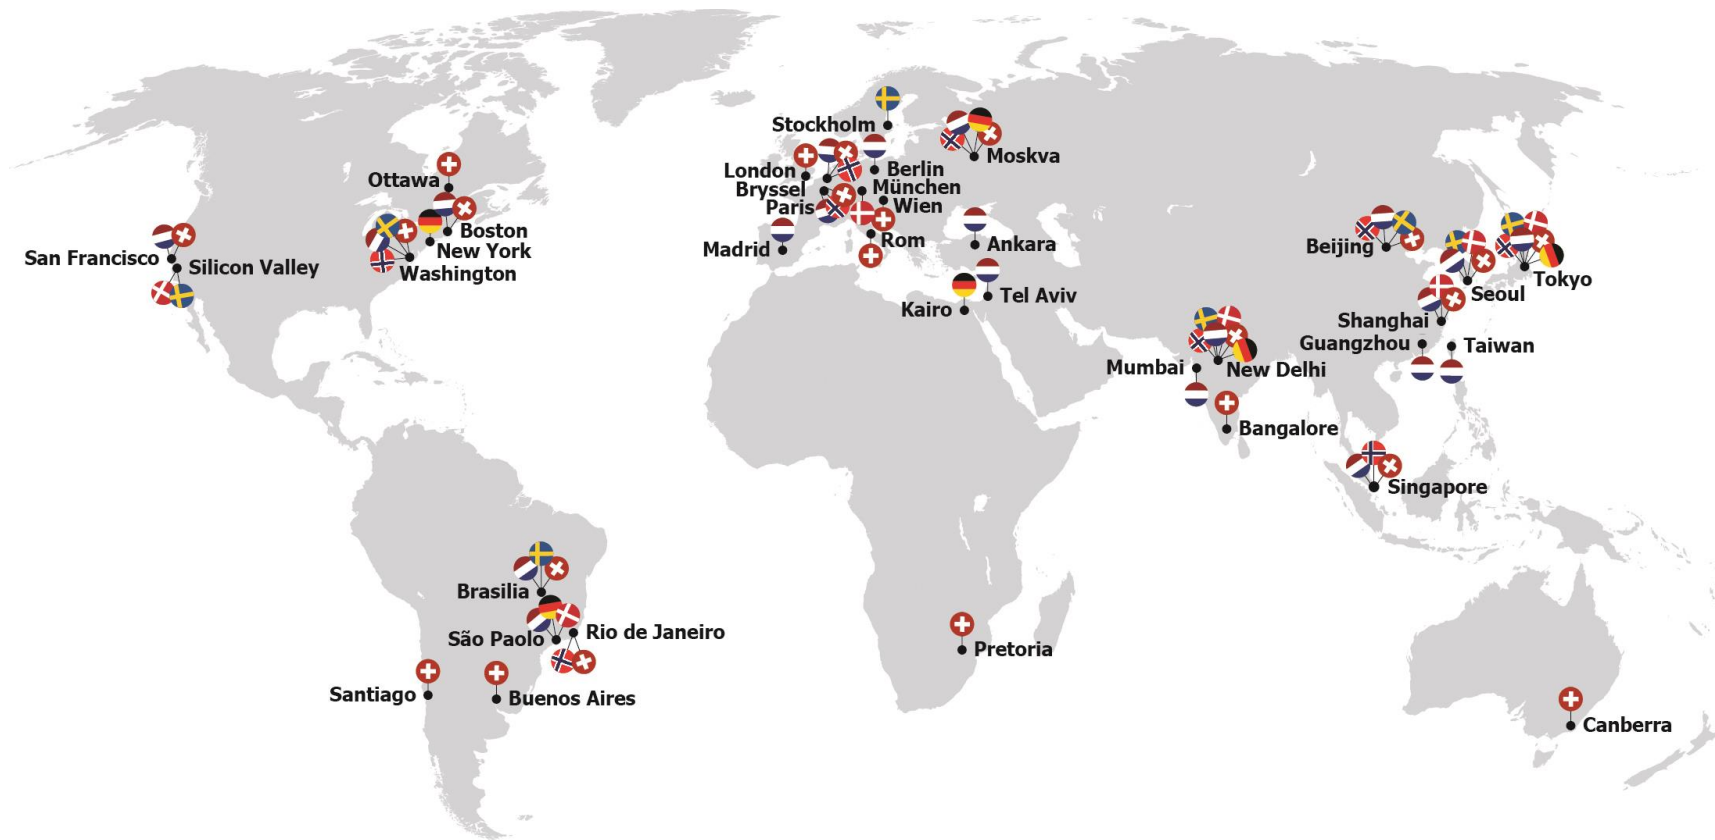 Stockholm
Moskva
London
Berlin
Bryssel
München
Paris
Wien
Ottawa
Boston
New York
Washington
San Francisco
Silicon Valley
Madrid
Rom
Ankara
Kairo
Tel Aviv
Beijing
Tokyo
Seoul
Shanghai
Guangzhou
Taiwan
Mumbai
New Delhi
Bangalore
Singapore
Brasilia
São Paolo
Rio de Janeiro
Santiago
Buenos Aires
Pretoria
Canberra